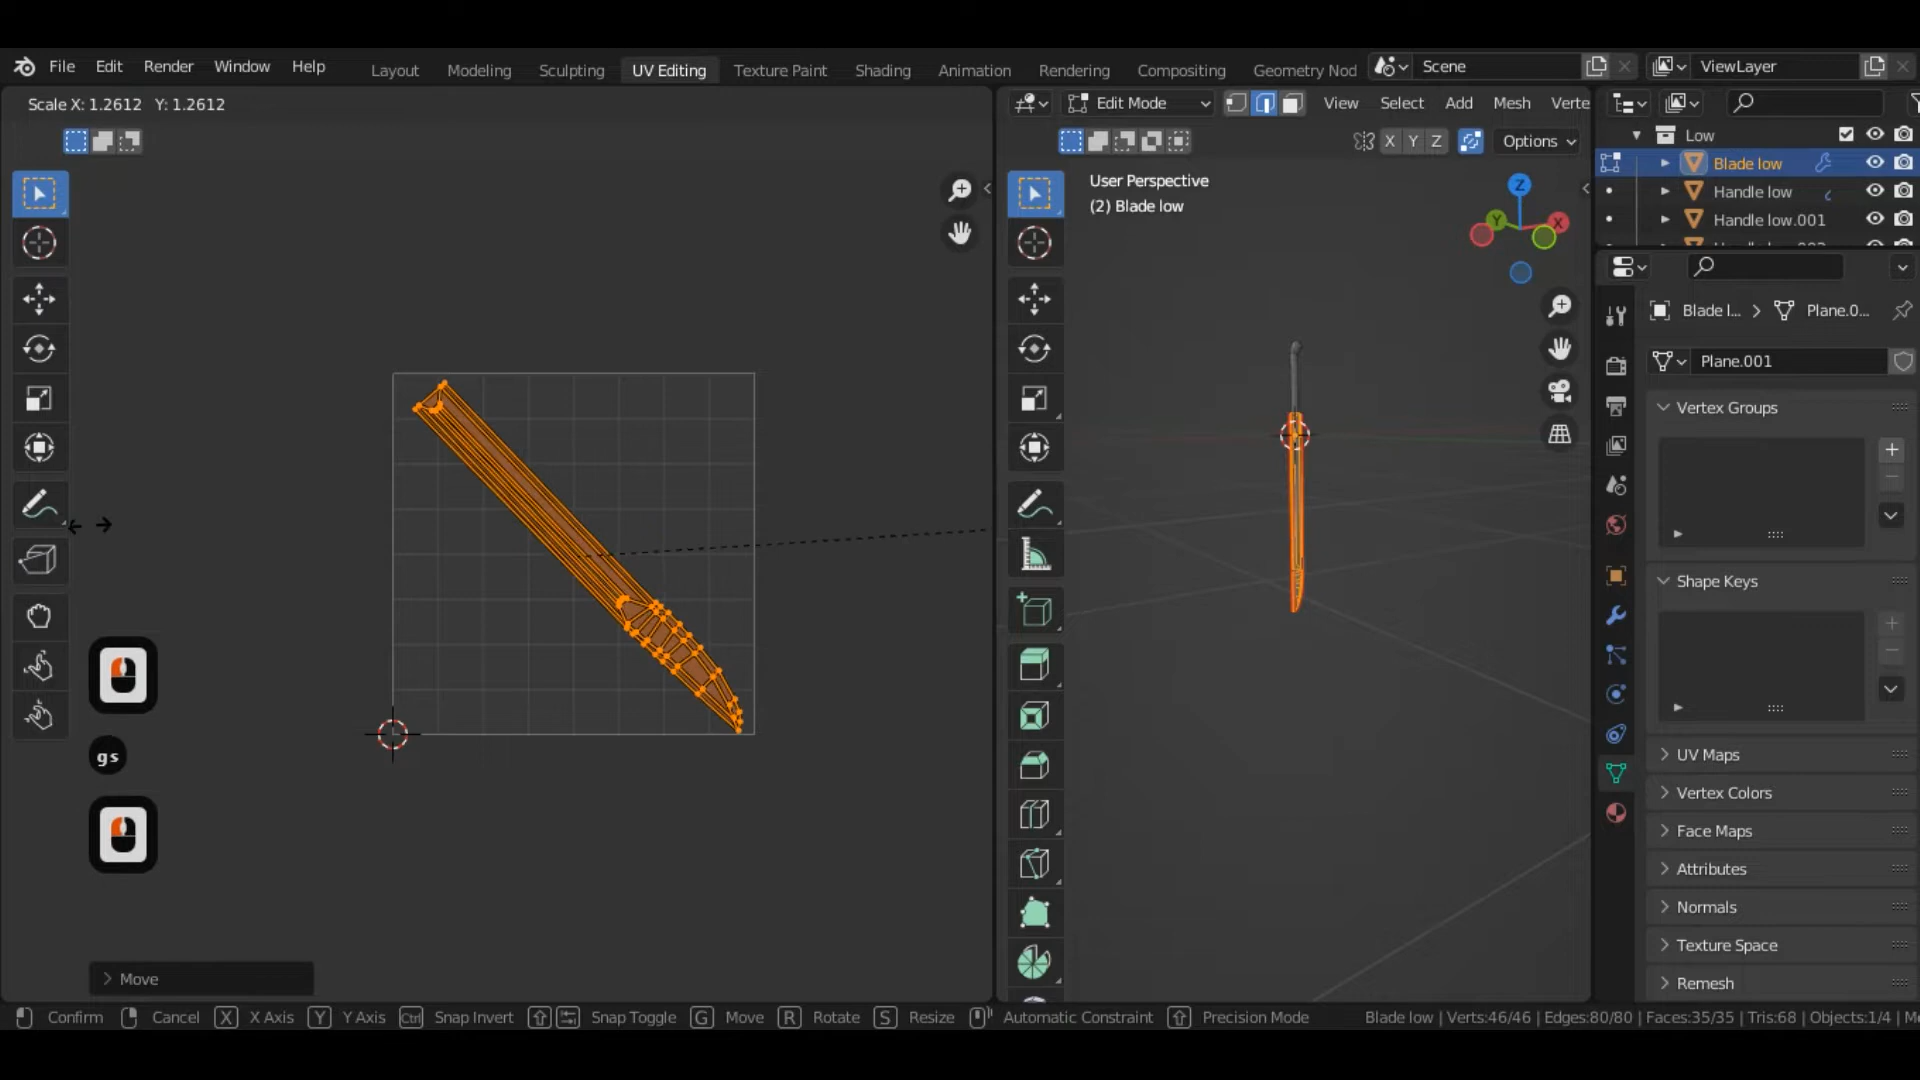 File Edit Render Window Help Layout Modeling Sculpting UV Editing Texture Paint Shading Animation Rendering Compositing Geometry Nod Scene ViewLayer
Scale X: 1.2612 Y: 1.2612
Edit Mode View Select Add Mesh Verte
X Y Z Options
User Perspective
(2) Blade low
Z
Y
X
Low
Blade low
Handle low
Handle low.001
Blade l... > Plane.0...
Plane.001
Vertex Groups
Shape Keys
UV Maps
Vertex Colors
Face Maps
Attributes
Normals
Texture Space
Remesh
gs
Move
Confirm Cancel X X Axis Y Y Axis Ctrl Snap Invert Snap Toggle G Move R Rotate S Resize Automatic Constraint Precision Mode Blade low | Verts:46/46 | Edges:80/80 | Faces:35/35 | Tris:68 | Objects:1/4 | Me